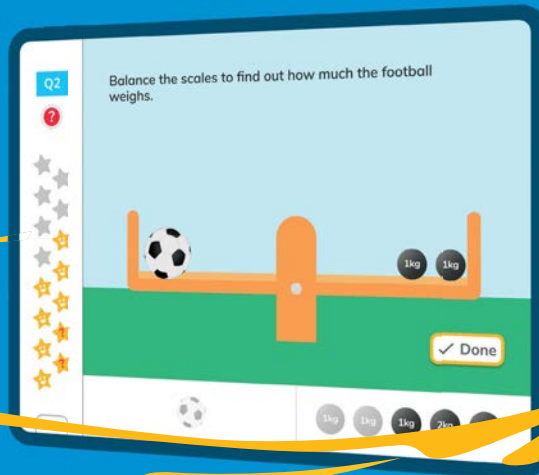 Q2
Balance the scales to find out how much the football
weighs.
?
1kg 1kg
✓ Done
?
?
1kg 1kg 1kg 2kg